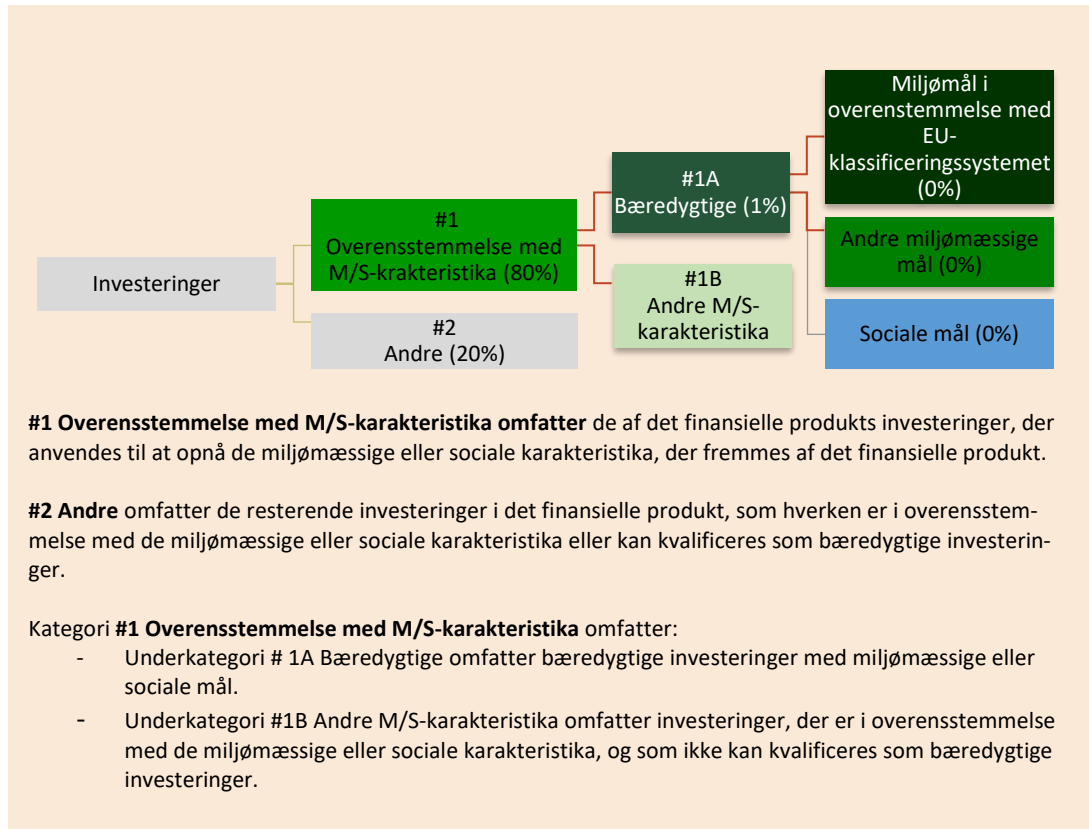 Investeringer
#1
Overensstemmelse med
M/S-krakteristika (80%)
#2
Andre (20%)
#1A
Bæredygtige (1%)
#1B
Andre M/S-
karakteristika
Miljømål i
overenstemmelse med
EU-
klassificeringssystemet
(0%)
Andre miljømæssige
mål (0%)
Sociale mål (0%)
#1 Overensstemmelse med M/S-karakteristika omfatter de af det finansielle produkts investeringer, der
anvendes til at opnå de miljømæssige eller sociale karakteristika, der fremmes af det finansielle produkt.
#2 Andre omfatter de resterende investeringer i det finansielle produkt, som hverken er i overensstem-
melse med de miljømæssige eller sociale karakteristika eller kan kvalificeres som bæredygtige investerin-
ger.
Kategori #1 Overensstemmelse med M/S-karakteristika omfatter:
- Underkategori # 1A Bæredygtige omfatter bæredygtige investeringer med miljømæssige eller
sociale mål.
- Underkategori #1B Andre M/S-karakteristika omfatter investeringer, der er i overensstemmelse
med de miljømæssige eller sociale karakteristika, og som ikke kan kvalificeres som bæredygtige
investeringer.